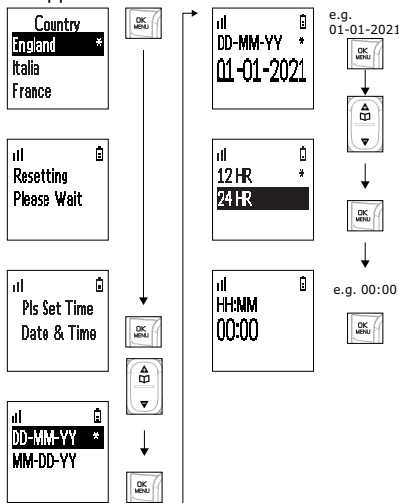 Country
England *
Italia
France
OK
MENU
Resetting
Please Wait
Pls Set Time
Date & Time
OK
MENU
DD-MM-YY *
MM-DD-YY
OK
MENU
DD-MM-YY *
01-01-2021
e.g.
01-01-2021
OK
MENU
12 HR *
24 HR
OK
MENU
HH:MM
00:00
e.g. 00:00
OK
MENU